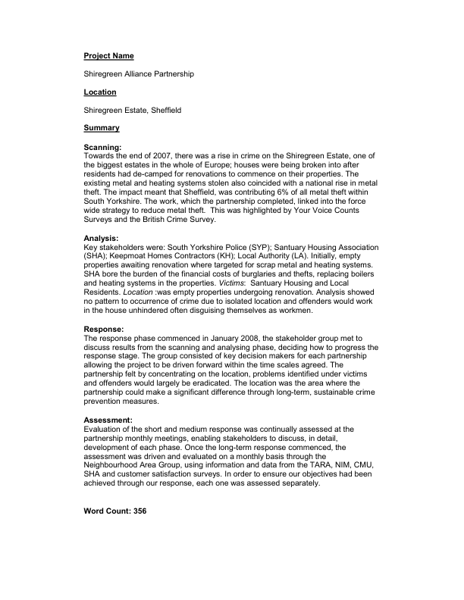 Project Name
Shiregreen Alliance Partnership
Location
Shiregreen Estate, Sheffield
Summary
Scanning:
Towards the end of 2007, there was a rise in crime on the Shiregreen Estate, one of
the biggest estates in the whole of Europe; houses were being broken into after
residents had de-camped for renovations to commence on their properties. The
existing metal and heating systems stolen also coincided with a national rise in metal
theft. The impact meant that Sheffield, was contributing 6% of all metal theft within
South Yorkshire. The work, which the partnership completed, linked into the force
wide strategy to reduce metal theft.  This was highlighted by Your Voice Counts
Surveys and the British Crime Survey.
Analysis:
Key stakeholders were: South Yorkshire Police (SYP); Santuary Housing Association
(SHA); Keepmoat Homes Contractors (KH); Local Authority (LA). Initially, empty
properties awaiting renovation where targeted for scrap metal and heating systems.
SHA bore the burden of the financial costs of burglaries and thefts, replacing boilers
and heating systems in the properties. Victims:  Santuary Housing and Local
Residents. Location :was empty properties undergoing renovation. Analysis showed
no pattern to occurrence of crime due to isolated location and offenders would work
in the house unhindered often disguising themselves as workmen.
Response:
The response phase commenced in January 2008, the stakeholder group met to
discuss results from the scanning and analysing phase, deciding how to progress the
response stage. The group consisted of key decision makers for each partnership
allowing the project to be driven forward within the time scales agreed. The
partnership felt by concentrating on the location, problems identified under victims
and offenders would largely be eradicated. The location was the area where the
partnership could make a significant difference through long-term, sustainable crime
prevention measures.
Assessment:
Evaluation of the short and medium response was continually assessed at the
partnership monthly meetings, enabling stakeholders to discuss, in detail,
development of each phase. Once the long-term response commenced, the
assessment was driven and evaluated on a monthly basis through the
Neighbourhood Area Group, using information and data from the TARA, NIM, CMU,
SHA and customer satisfaction surveys. In order to ensure our objectives had been
achieved through our response, each one was assessed separately.
Word Count: 356